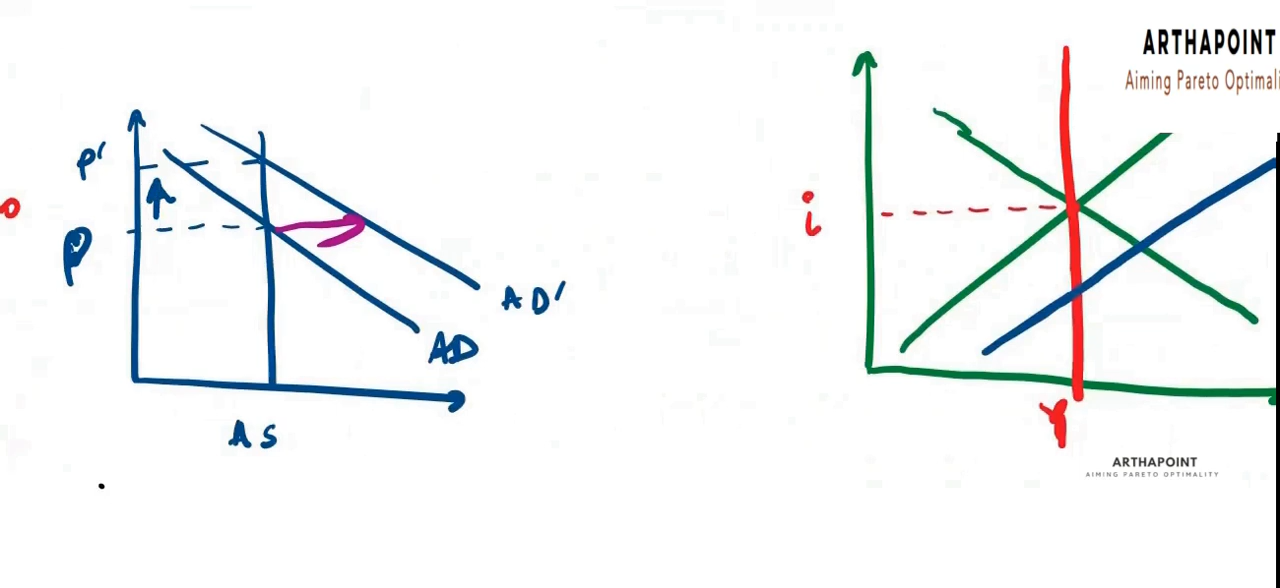 ARTHAPOINT
Aiming Pareto Optimali
P'
P
AD'
AD
AS
i
Y
ARTHAPOINT
AIMING PARETO OPTIMALITY